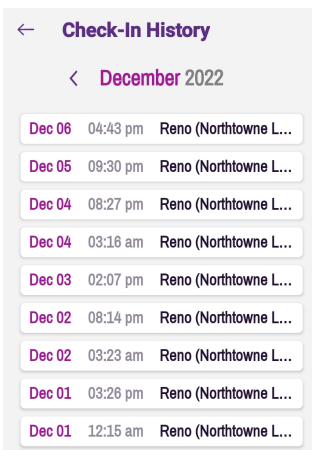 Check-In History
December 2022
Dec 06 04:43 pm Reno (Northtowne L...
Dec 05 09:30 pm Reno (Northtowne L...
Dec 04 08:27 pm Reno (Northtowne L...
Dec 04 03:16 am Reno (Northtowne L...
Dec 03 02:07 pm Reno (Northtowne L...
Dec 02 08:14 pm Reno (Northtowne L...
Dec 02 03:23 am Reno (Northtowne L...
Dec 01 03:26 pm Reno (Northtowne L...
Dec 01 12:15 am Reno (Northtowne L...